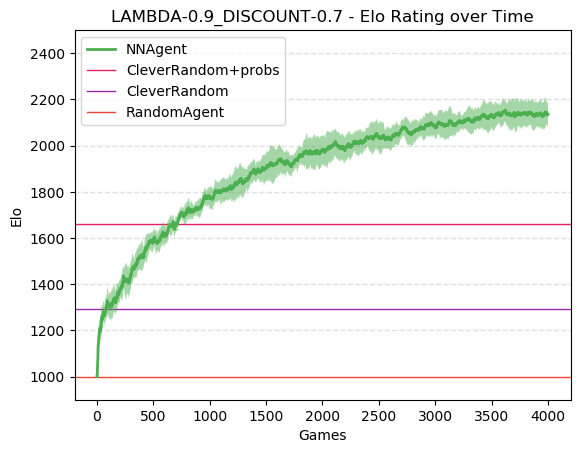 LAMBDA-0.9_DISCOUNT-0.7 - Elo Rating over Time
NNAgent
CleverRandom+probs
CleverRandom
RandomAgent
Elo
2400
2200
2000
1800
1600
1400
1200
1000
0 500 1000 1500 2000 2500 3000 3500 4000
Games